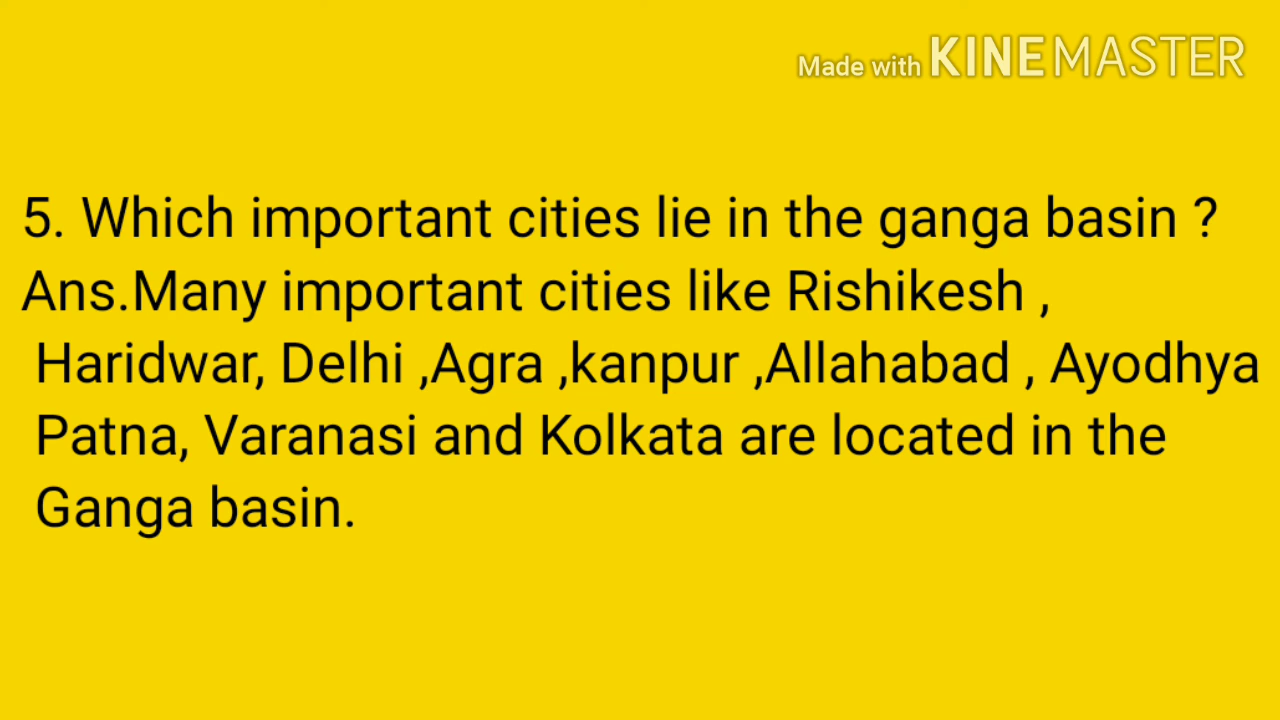 Made with KINEMASTER
5. Which important cities lie in the ganga basin ?
Ans.Many important cities like Rishikesh ,
Haridwar, Delhi ,Agra ,kanpur ,Allahabad , Ayodhya
Patna, Varanasi and Kolkata are located in the
Ganga basin.